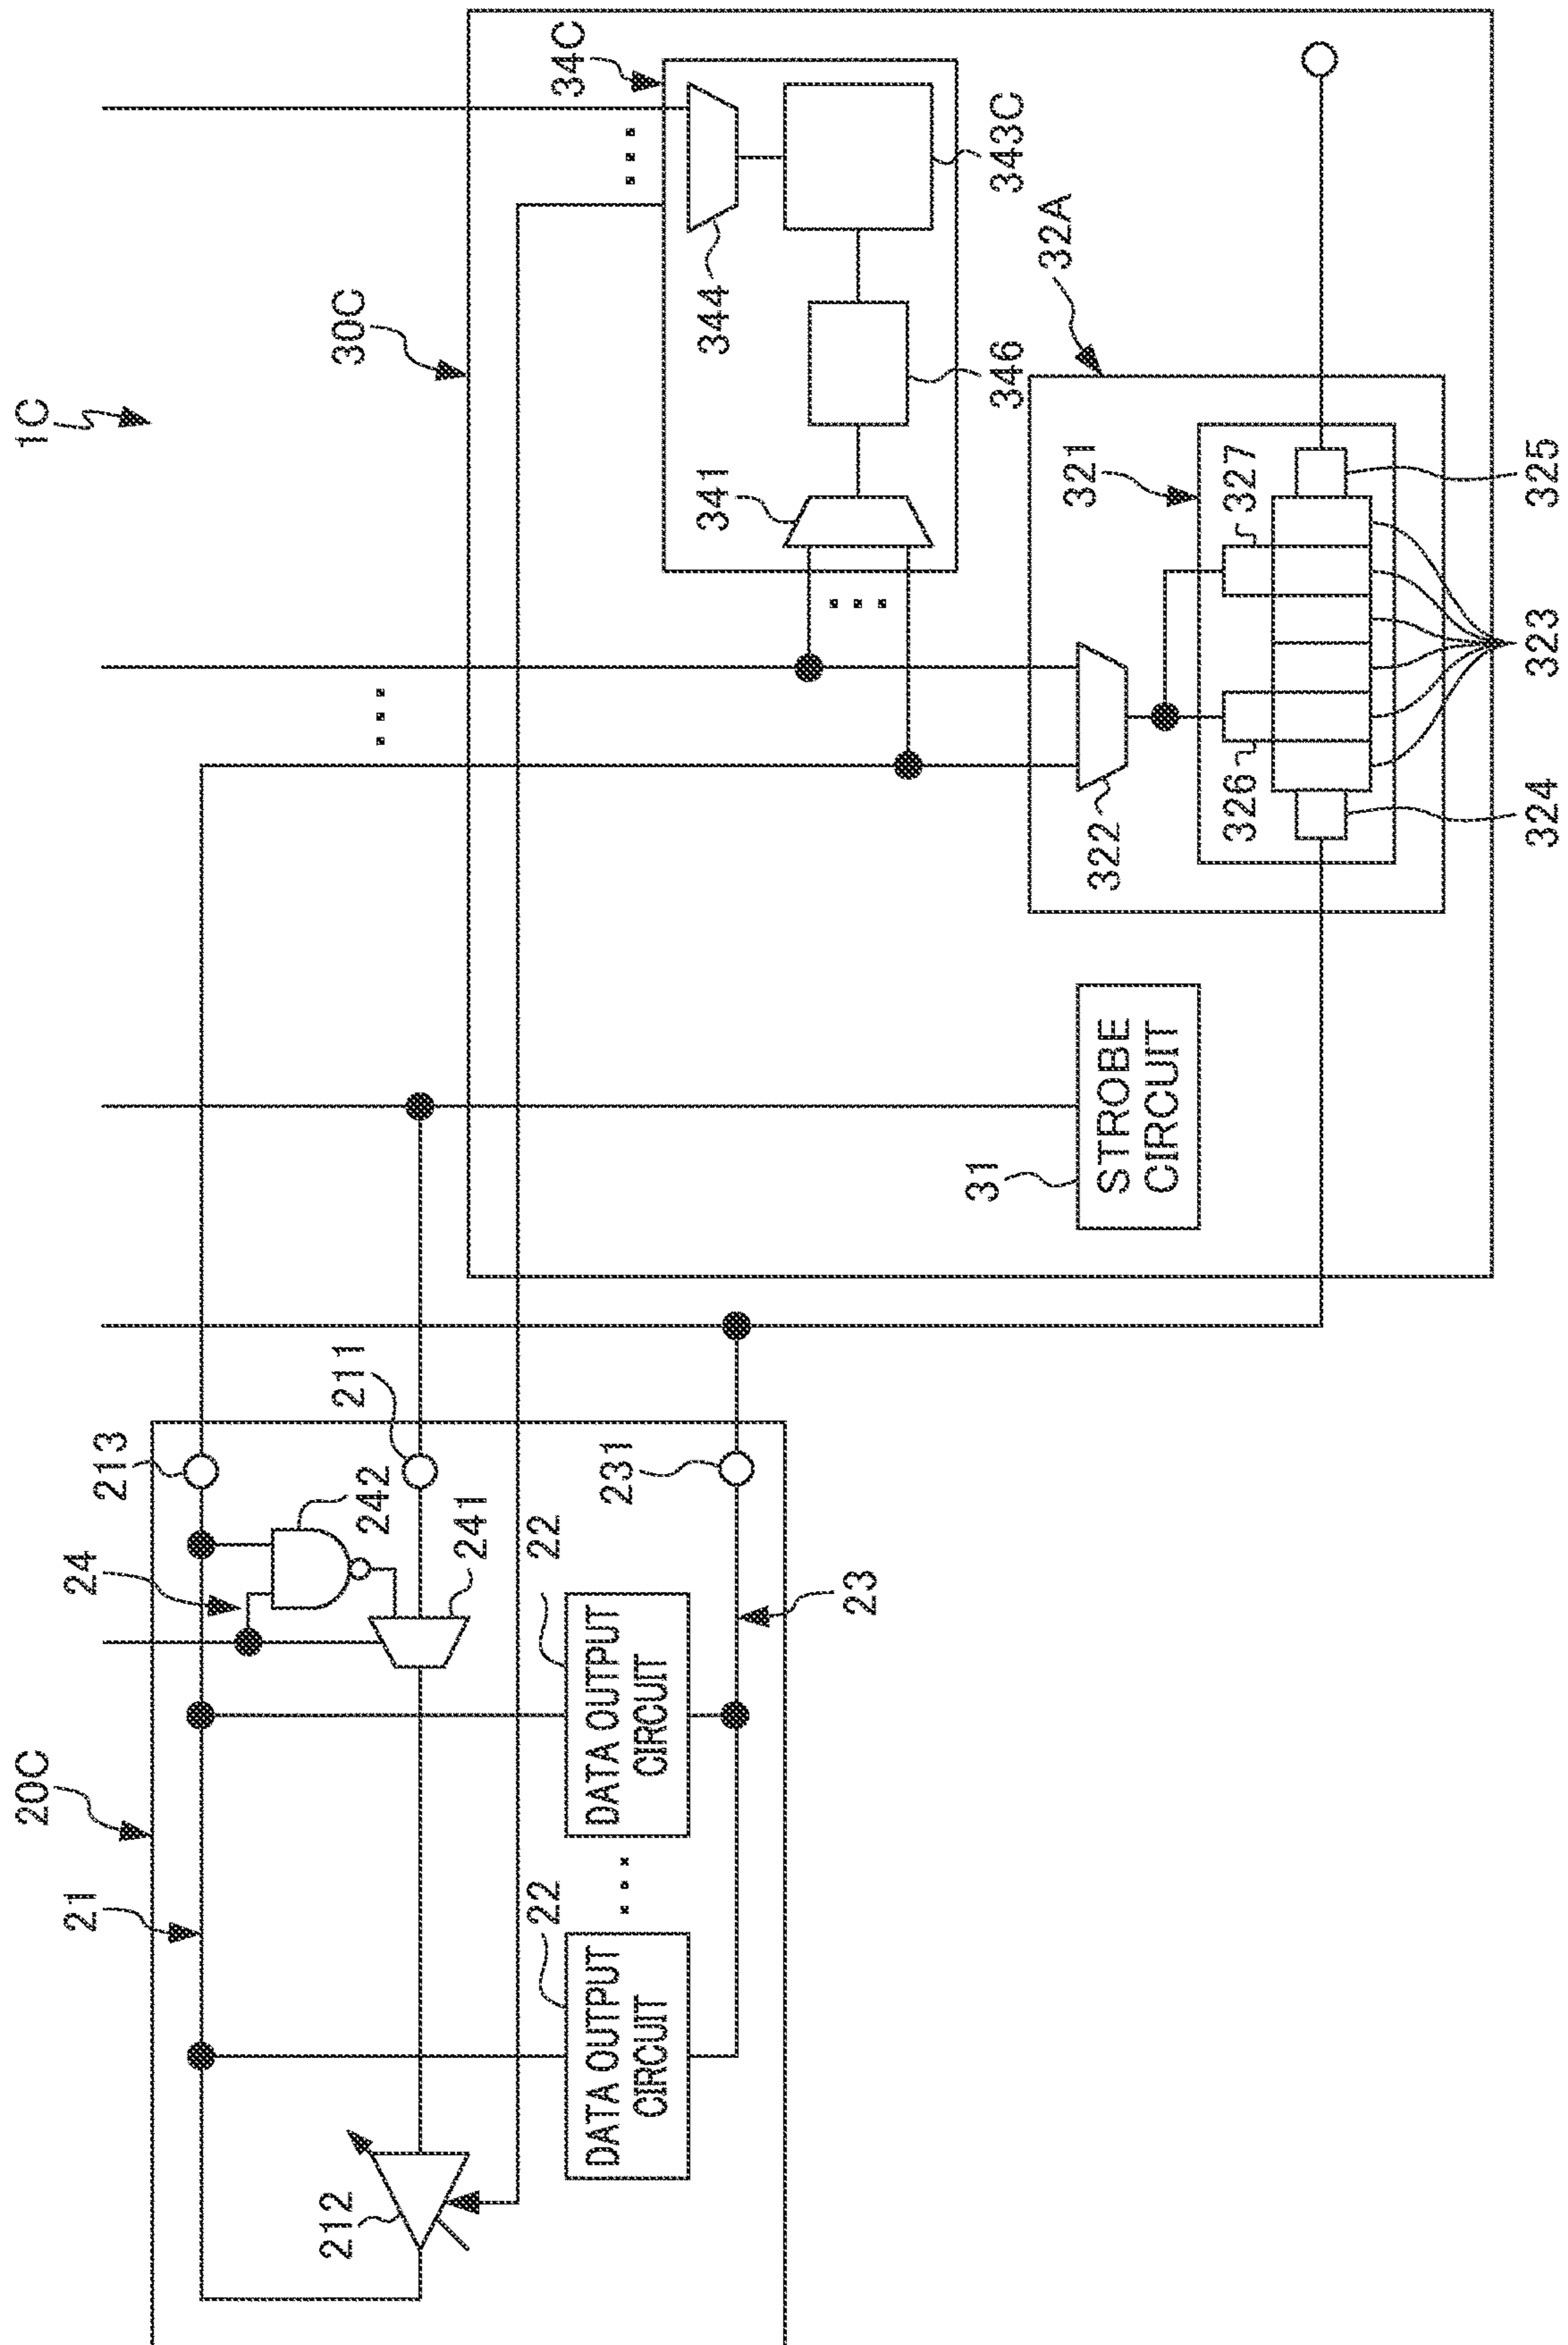 1C
20C
21
24
213
242
211
241
212
22
DATA OUTPUT
CIRCUIT
22
DATA OUTPUT
CIRCUIT
231
23
30C
34C
341
344
346
343C
31
STROBE
CIRCUIT
32A
322
321
326
327
324
323
325